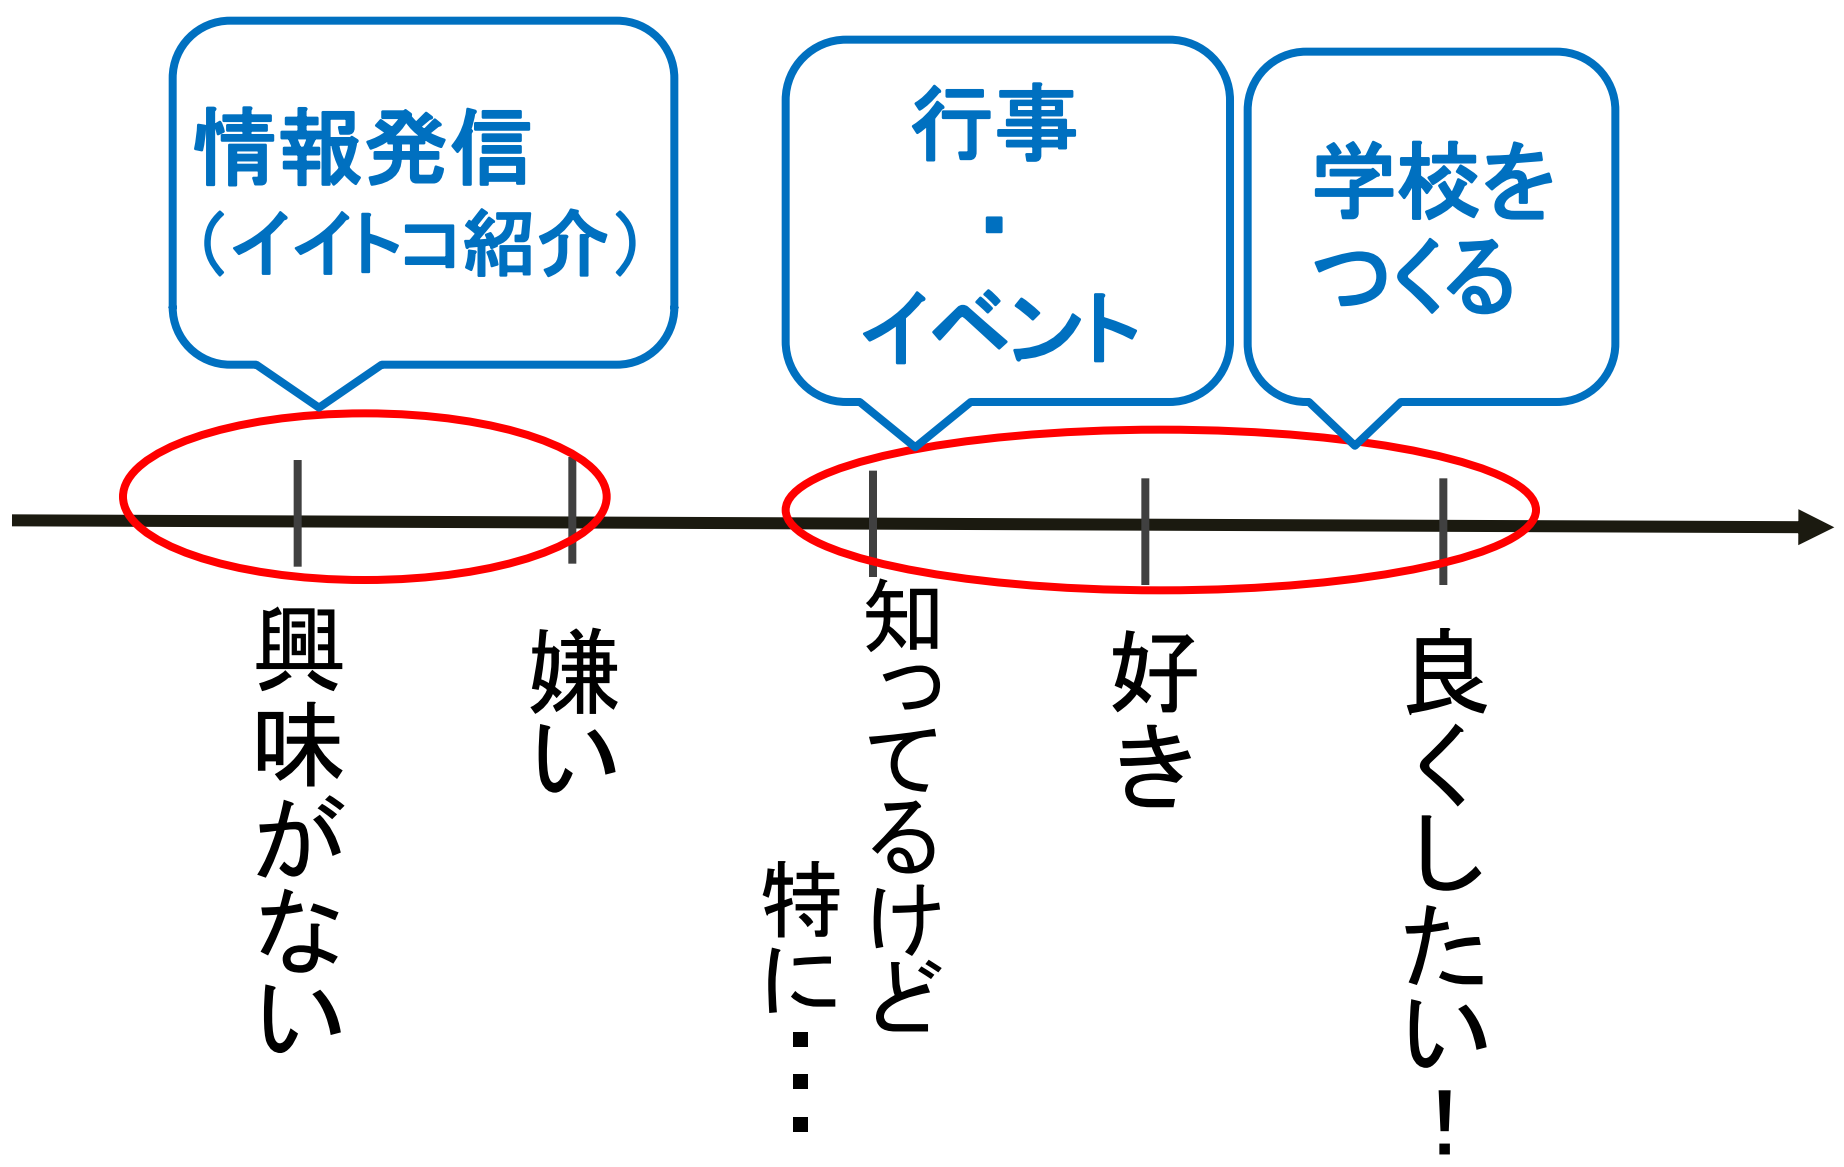 情報発信
（イイトコ紹介）
行事
・
イベント
学校を
つくる
興味がない
嫌い
知ってるけど
特に・・・
好き
良くしたい！